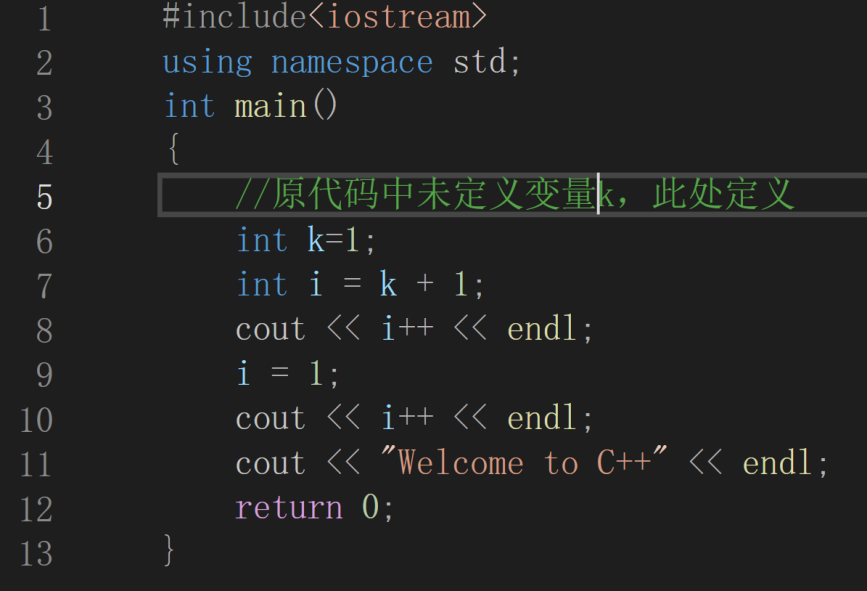 1 #include<iostream>
2 using namespace std;
3 int main()
4 {
5 //原代码中未定义变量k，此处定义
6 int k=1;
7 int i = k + 1;
8 cout << i++ << endl;
9 i = 1;
10 cout << i++ << endl;
11 cout << "Welcome to C++" << endl;
12 return 0;
13 }